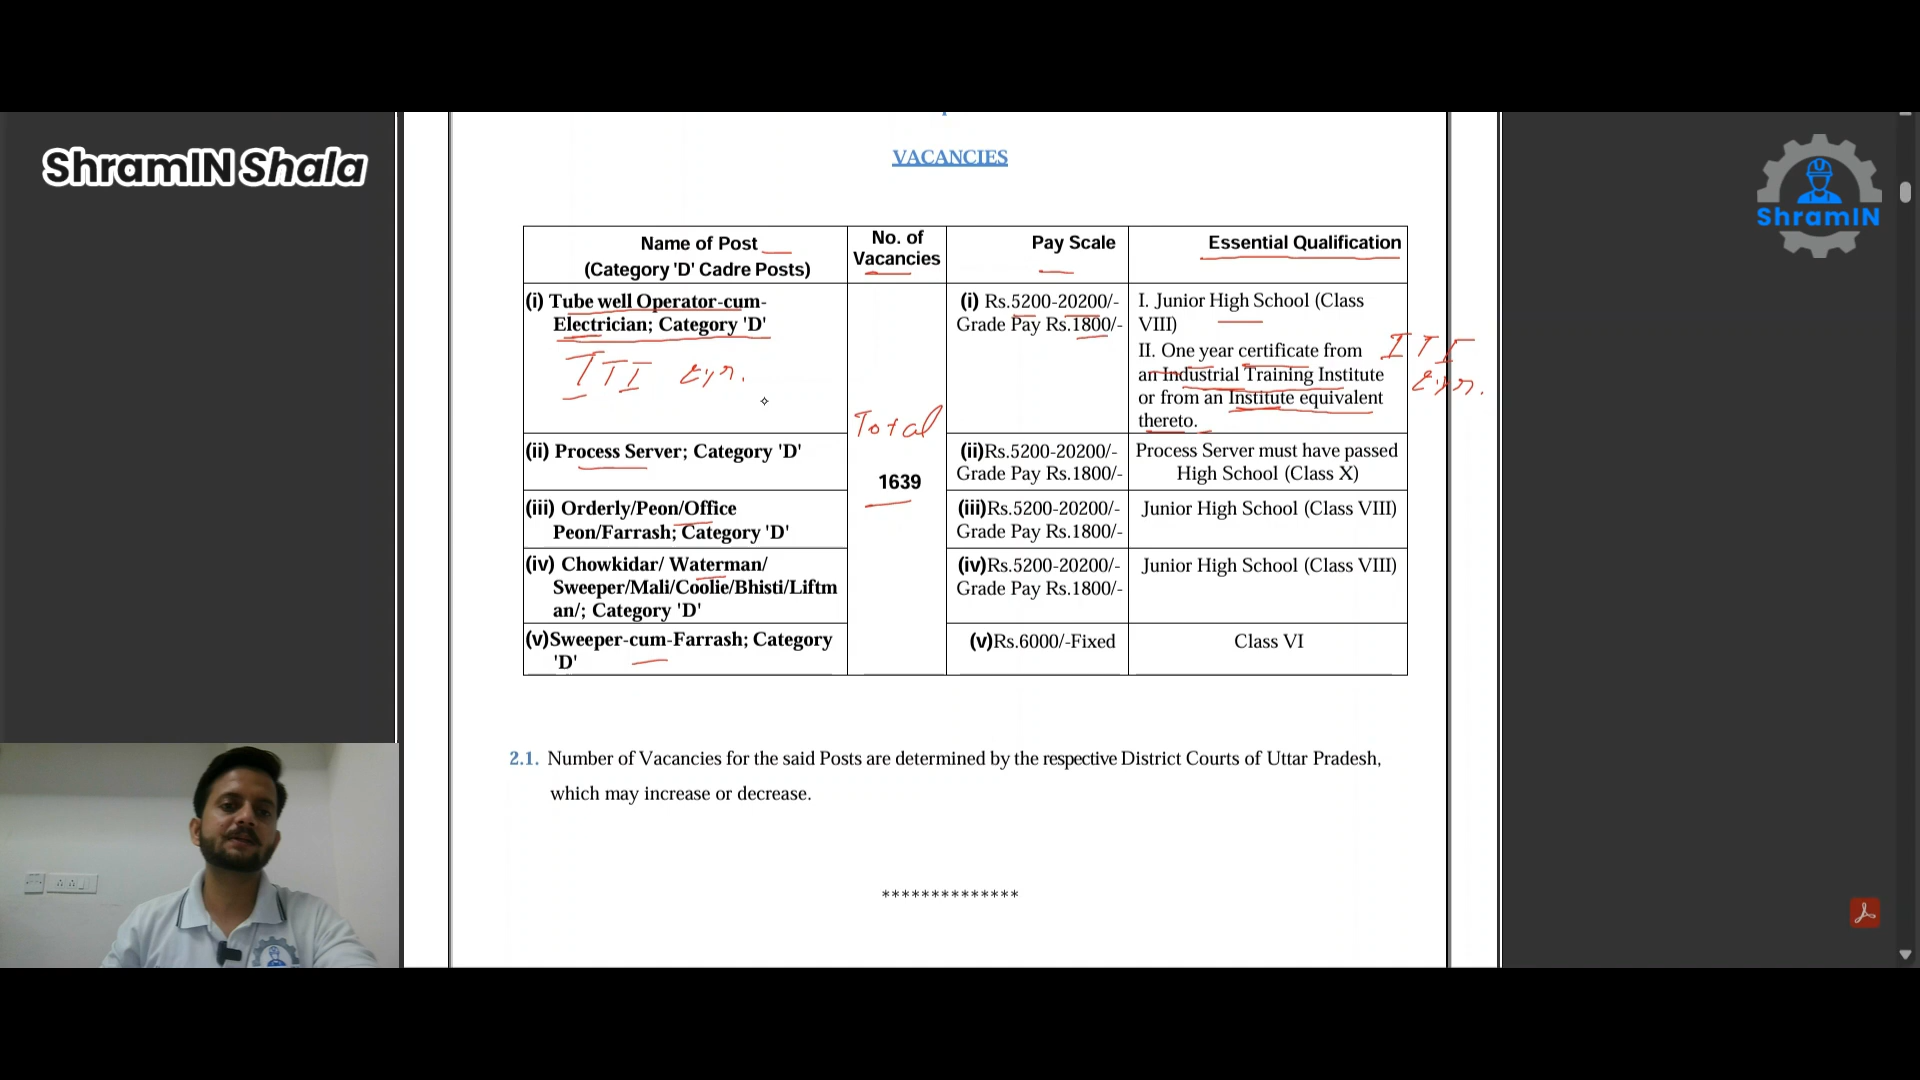 ShramIN Shala
ShramIN
VACANCIES
Name of Post
(Category 'D' Cadre Posts)
No. of
Vacancies
Pay Scale
Essential Qualification
(i) Tube well Operator-cum-
Electrician; Category 'D'
ITI
(i) Rs.5200-20200/-
Grade Pay Rs.1800/-
I. Junior High School (Class
VIII)
II. One year certificate from
an Industrial Training Institute
or from an Institute equivalent
thereto.
ITI
Total
1639
(ii) Process Server; Category 'D'
(ii)Rs.5200-20200/-
Grade Pay Rs.1800/-
Process Server must have passed
High School (Class X)
(iii) Orderly/Peon/Office
Peon/Farrash; Category 'D'
(iii)Rs.5200-20200/-
Grade Pay Rs.1800/-
Junior High School (Class VIII)
(iv) Chowkidar/ Waterman/
Sweeper/Mali/Coolie/Bhisti/Liftm
an/; Category 'D'
(iv)Rs.5200-20200/-
Grade Pay Rs.1800/-
Junior High School (Class VIII)
(v)Sweeper-cum-Farrash; Category
'D'
(v)Rs.6000/-Fixed
Class VI
2.1. Number of Vacancies for the said Posts are determined by the respective District Courts of Uttar Pradesh,
which may increase or decrease.
**************